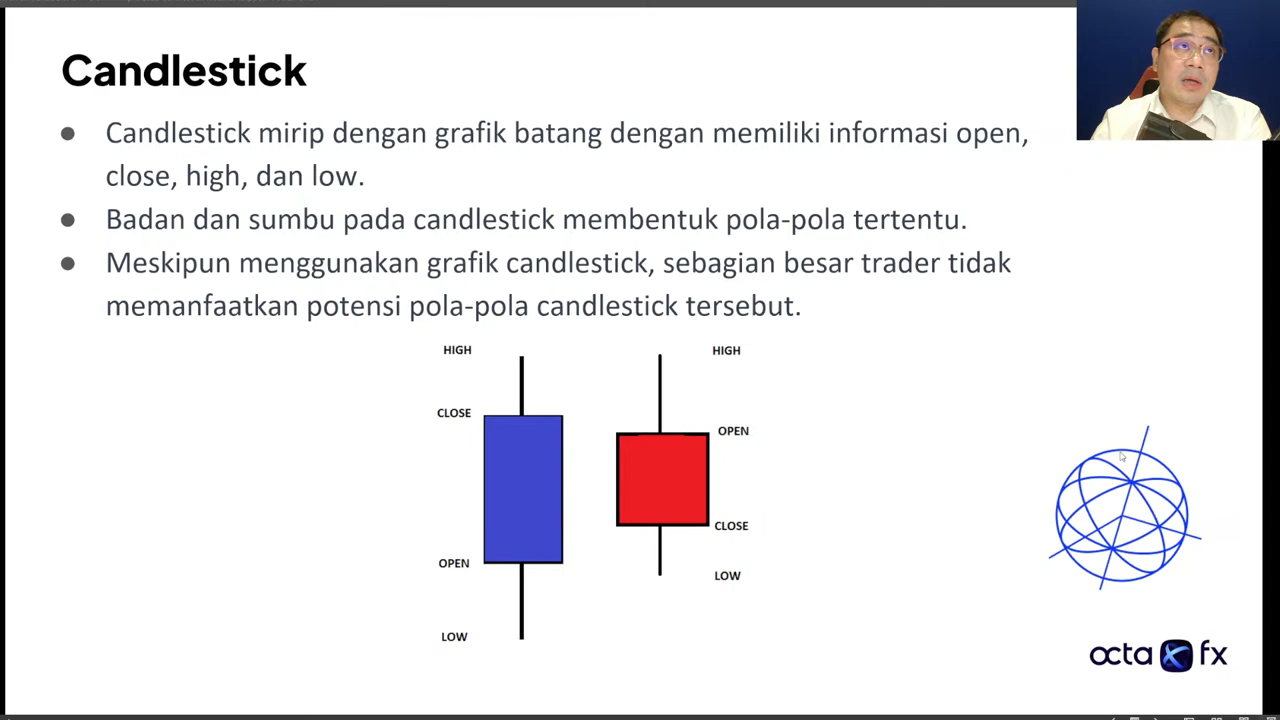 Candlestick
● Candlestick mirip dengan grafik batang dengan memiliki informasi open,
close, high, dan low.
● Badan dan sumbu pada candlestick membentuk pola-pola tertentu.
● Meskipun menggunakan grafik candlestick, sebagian besar trader tidak
memanfaatkan potensi pola-pola candlestick tersebut.
HIGH
CLOSE
OPEN
LOW
HIGH
OPEN
CLOSE
LOW
octa fx